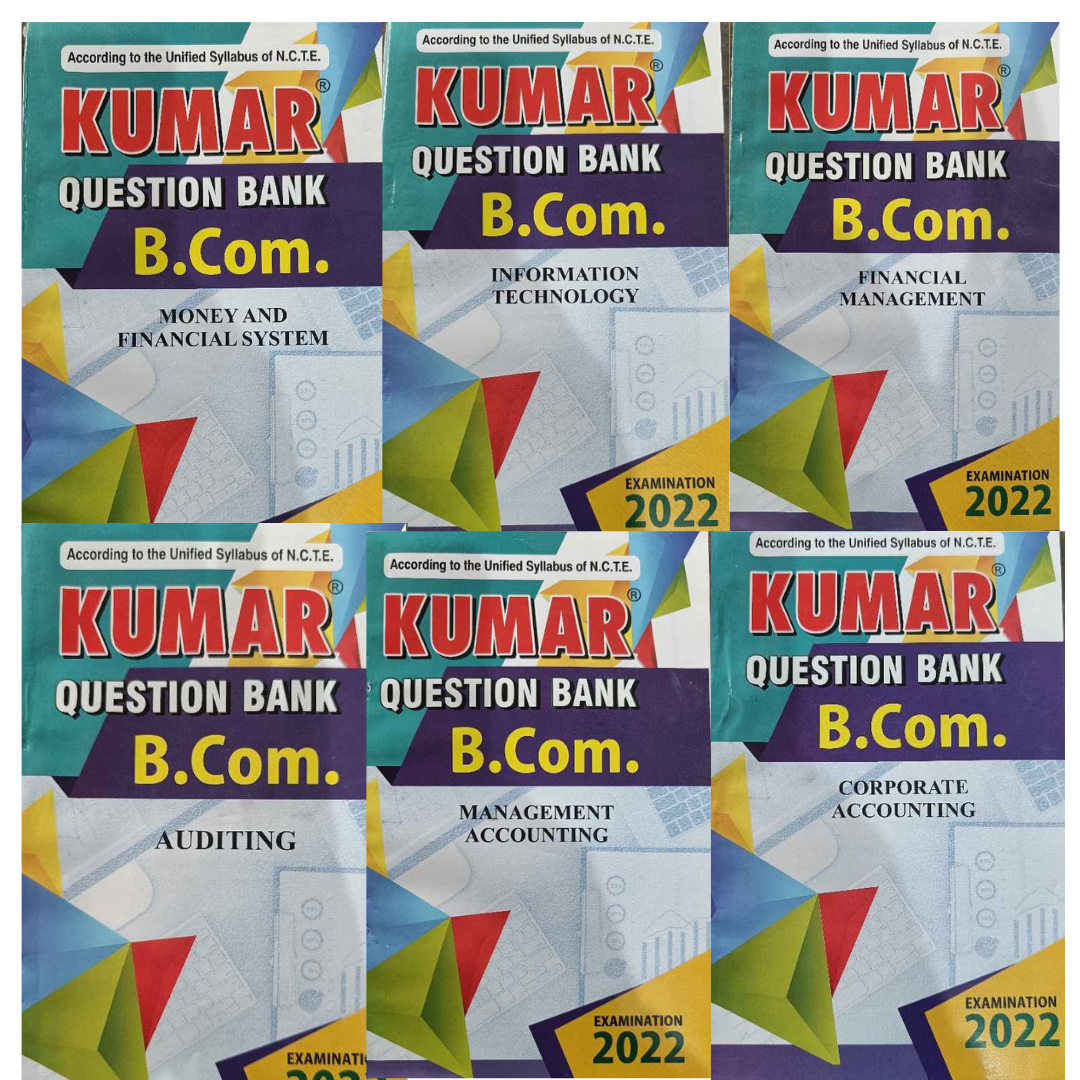 According to the Unified Syllabus of N.C.T.E.
KUMAR®
QUESTION BANK
B.Com.
MONEY AND
FINANCIAL SYSTEM
According to the Unified Syllabus of N.C.T.E.
KUMAR®
QUESTION BANK
B.Com.
INFORMATION
TECHNOLOGY
EXAMINATION
2022
According to the Unified Syllabus of N.C.T.E.
KUMAR®
QUESTION BANK
B.Com.
FINANCIAL
MANAGEMENT
EXAMINATION
2022
According to the Unified Syllabus of N.C.T.E.
KUMAR®
QUESTION BANK
B.Com.
AUDITING
According to the Unified Syllabus of N.C.T.E.
KUMAR®
QUESTION BANK
B.Com.
MANAGEMENT
ACCOUNTING
EXAMINATION
2022
According to the Unified Syllabus of N.C.T.E.
KUMAR®
QUESTION BANK
B.Com.
CORPORATE
ACCOUNTING
EXAMINATION
2022